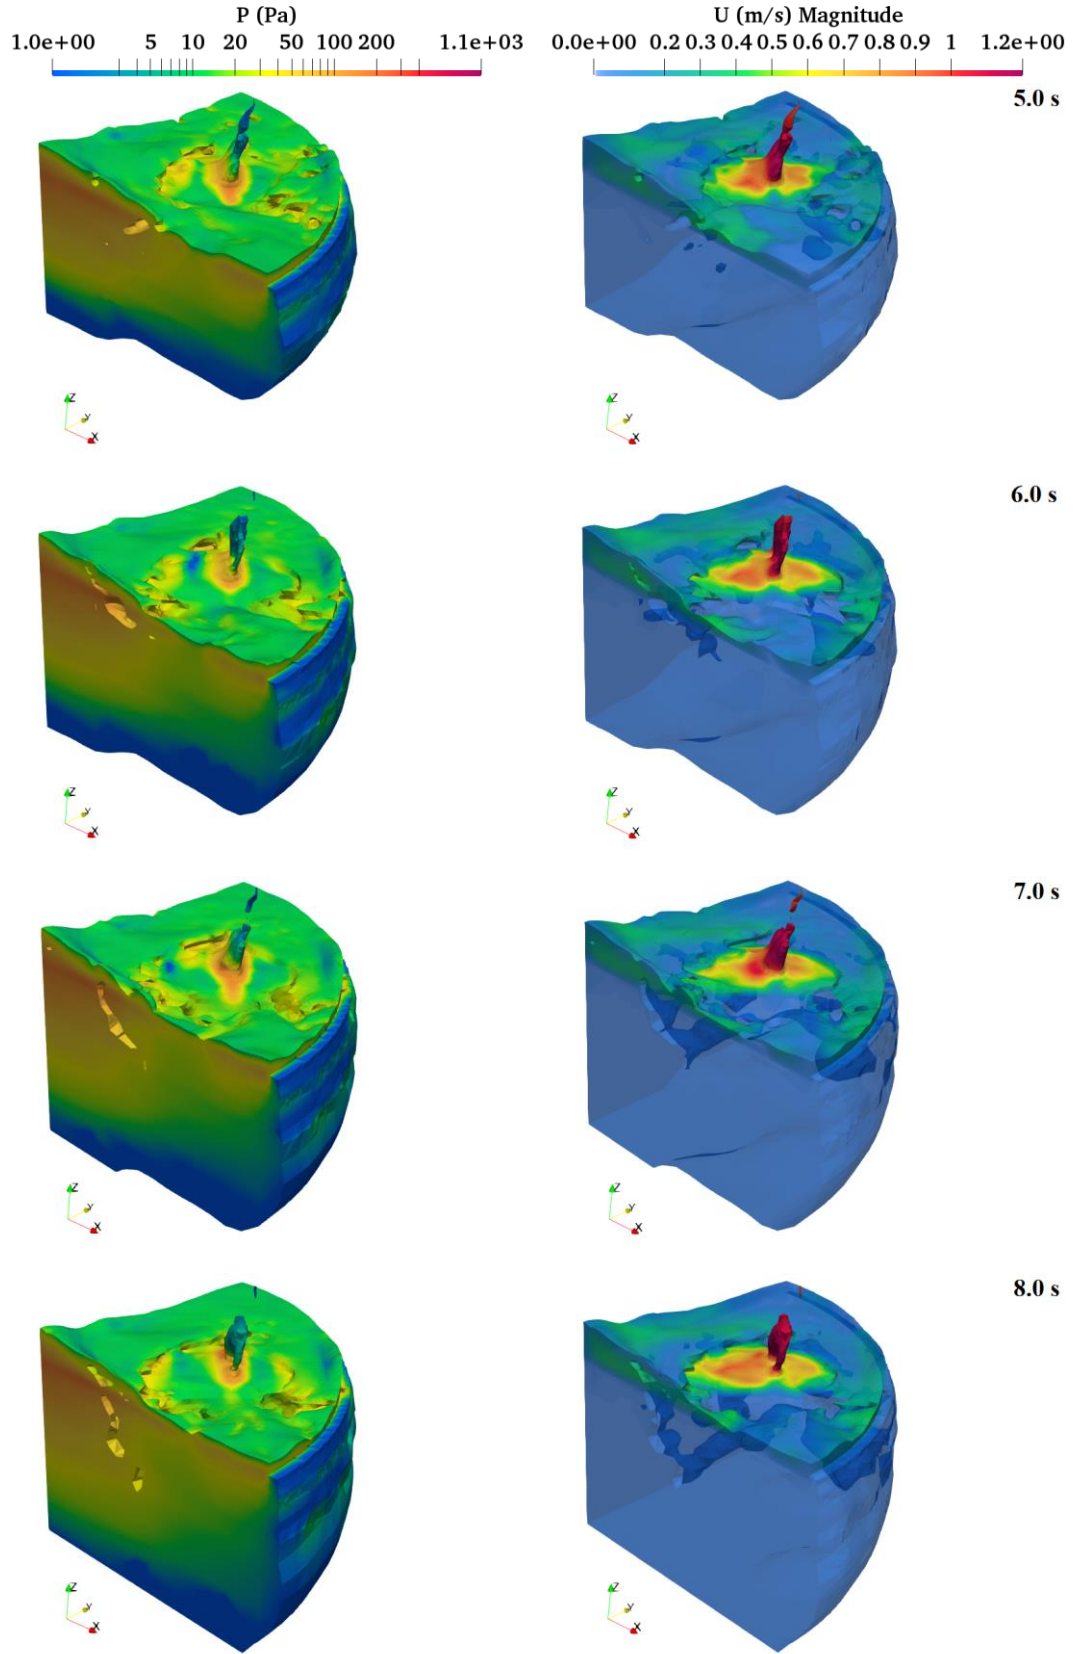 P (Pa)
U (m/s) Magnitude
1.0e+00 5 10 20 50 100 200 1.1e+03
0.0e+00 0.2 0.3 0.4 0.5 0.6 0.7 0.8 0.9 1 1.2e+00
5.0 s
Z Y X
Z Y X
6.0 s
Z Y X
Z Y X
7.0 s
Z Y X
Z Y X
8.0 s
Z Y X
Z Y X